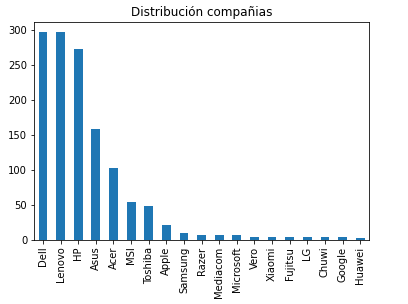 Distribución compañias
300
250
200
150
100
50
0
Dell
Lenovo
HP
Asus
Acer
MSI
Toshiba
Apple
Samsung
Razer
Mediacom
Microsoft
Vero
Xiaomi
Fujitsu
LG
Chuwi
Google
Huawei